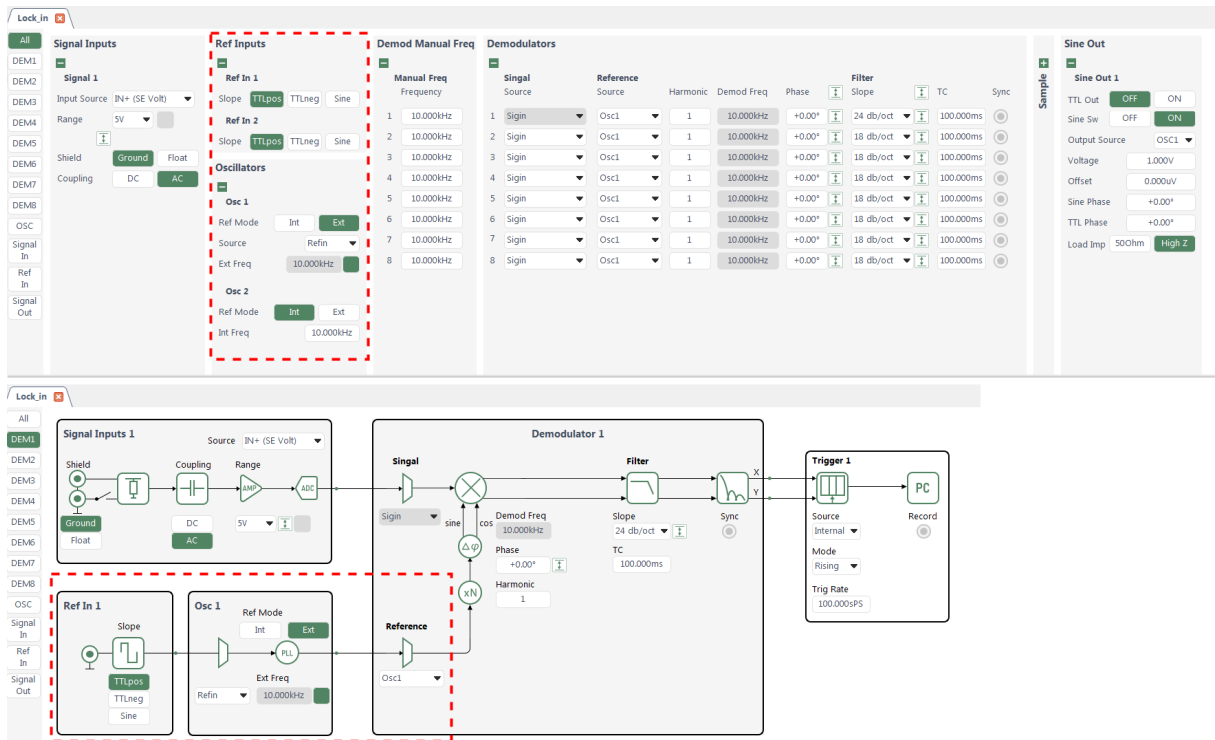 Lock_in
All
DEM1
DEM2
DEM3
DEM4
DEM5
DEM6
DEM7
DEM8
OSC
Signal
In
Ref
In
Signal
Out
Signal Inputs
Signal 1
Input Source IN+ (SE Volt)
Range 5V
Shield Ground Float
Coupling DC AC
Ref Inputs
Ref In 1
Slope TTLpos TTLneg Sine
Ref In 2
Slope TTLpos TTLneg Sine
Oscillators
Osc 1
Ref Mode Int Ext
Source Refin
Ext Freq 10.000kHz
Osc 2
Ref Mode Int Ext
Int Freq 10.000kHz
Demod Manual Freq
Manual Freq
Frequency
1 10.000kHz
2 10.000kHz
3 10.000kHz
4 10.000kHz
5 10.000kHz
6 10.000kHz
7 10.000kHz
8 10.000kHz
Demodulators
Singal Reference Filter
Source Source Harmonic Demod Freq Phase Slope TC Sync
1 Sigin Osc1 1 10.000kHz +0.00° 24 db/oct 100.000ms
2 Sigin Osc1 1 10.000kHz +0.00° 18 db/oct 100.000ms
3 Sigin Osc1 1 10.000kHz +0.00° 18 db/oct 100.000ms
4 Sigin Osc1 1 10.000kHz +0.00° 18 db/oct 100.000ms
5 Sigin Osc1 1 10.000kHz +0.00° 18 db/oct 100.000ms
6 Sigin Osc1 1 10.000kHz +0.00° 18 db/oct 100.000ms
7 Sigin Osc1 1 10.000kHz +0.00° 18 db/oct 100.000ms
8 Sigin Osc1 1 10.000kHz +0.00° 18 db/oct 100.000ms
Sample
Sine Out
Sine Out 1
TTL Out OFF ON
Sine Sw OFF ON
Output Source OSC1
Voltage 1.000V
Offset 0.000uV
Sine Phase +0.00°
TTL Phase +0.00°
Load Imp 50Ohm High Z
Lock_in
All
DEM1
DEM2
DEM3
DEM4
DEM5
DEM6
DEM7
DEM8
OSC
Signal
In
Ref
In
Signal
Out
Signal Inputs 1
Source IN+ (SE Volt)
Shield Coupling Range
AMP ADC
Ground DC 5V
Float AC
Ref In 1
Slope
TTLpos
TTLneg
Sine
Osc 1
Ref Mode
Int Ext
PLL
Ext Freq
Refin 10.000kHz
Demodulator 1
Singal
Sigin
sine cos
Δφ
xN
Demod Freq
10.000kHz
Phase
+0.00°
Harmonic
1
Reference
Osc1
Filter
Slope
24 db/oct
TC
100.000ms
Sync
X
Y
Trigger 1
PC
Source Record
Internal
Mode
Rising
Trig Rate
100.000sPS